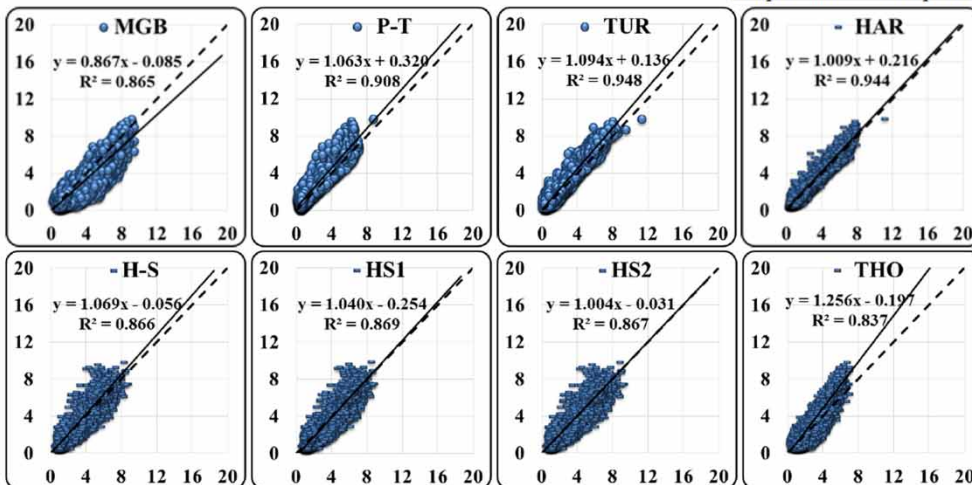 MGB
y = 0.867x - 0.085
R² = 0.865
20
16
12
8
4
0
0 4 8 12 16 20
P-T
y = 1.063x + 0.320
R² = 0.908
20
16
12
8
4
0
0 4 8 12 16 20
TUR
y = 1.094x + 0.136
R² = 0.948
20
16
12
8
4
0
0 4 8 12 16 20
HAR
y = 1.009x + 0.216
R² = 0.944
20
16
12
8
4
0
0 4 8 12 16 20
H-S
y = 1.069x - 0.056
R² = 0.866
20
16
12
8
4
0
0 4 8 12 16 20
HS1
y = 1.040x - 0.254
R² = 0.869
20
16
12
8
4
0
0 4 8 12 16 20
HS2
y = 1.004x - 0.031
R² = 0.867
20
16
12
8
4
0
0 4 8 12 16 20
THO
y = 1.256x - 0.197
R² = 0.837
20
16
12
8
4
0
0 4 8 12 16 20